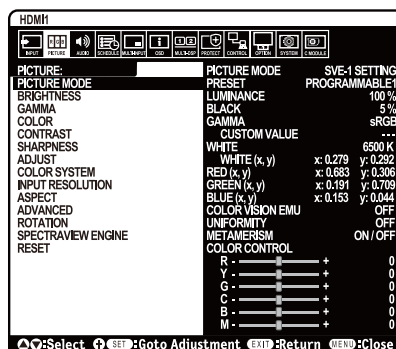 HDMI1
INPUT PICTURE AUDIO SCHEDULE MULTI-INPUT OSD MULTI-DSP PROTECT CONTROL OPTION SYSTEM C MODULE
PICTURE:
PICTURE MODE
BRIGHTNESS
GAMMA
COLOR
CONTRAST
SHARPNESS
ADJUST
COLOR SYSTEM
INPUT RESOLUTION
ASPECT
ADVANCED
ROTATION
SPECTRAVIEW ENGINE
RESET
PICTURE MODE SVE-1 SETTING
PRESET PROGRAMMABLE1
LUMINANCE 100 %
BLACK 5 %
GAMMA sRGB
CUSTOM VALUE ---
WHITE 6500 K
WHITE (x, y) x: 0.279 y: 0.292
RED (x, y) x: 0.683 y: 0.306
GREEN (x, y) x: 0.191 y: 0.709
BLUE (x, y) x: 0.153 y: 0.044
COLOR VISION EMU OFF
UNIFORMITY OFF
METAMERISM ON / OFF
COLOR CONTROL
R - + 0
Y - + 0
G - + 0
C - + 0
B - + 0
M - + 0
:Select SET:Goto Adjustment EXIT:Return MENU:Close